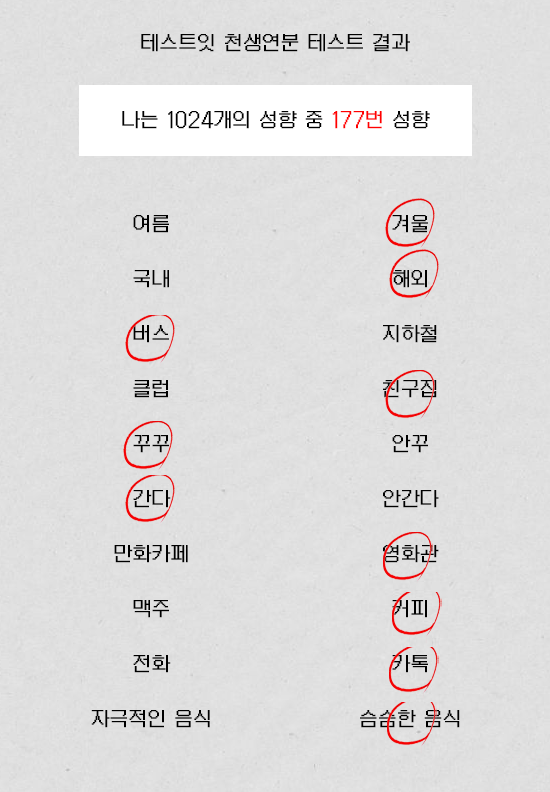 테스트잇 천생연분 테스트 결과
나는 1024개의 성향 중 177번 성향
여름 겨울
국내 해외
버스 지하철
클럽 친구집
꾸꾸 안꾸
간다 안간다
만화카페 영화관
맥주 커피
전화 카톡
자극적인 음식 슴슴한 음식